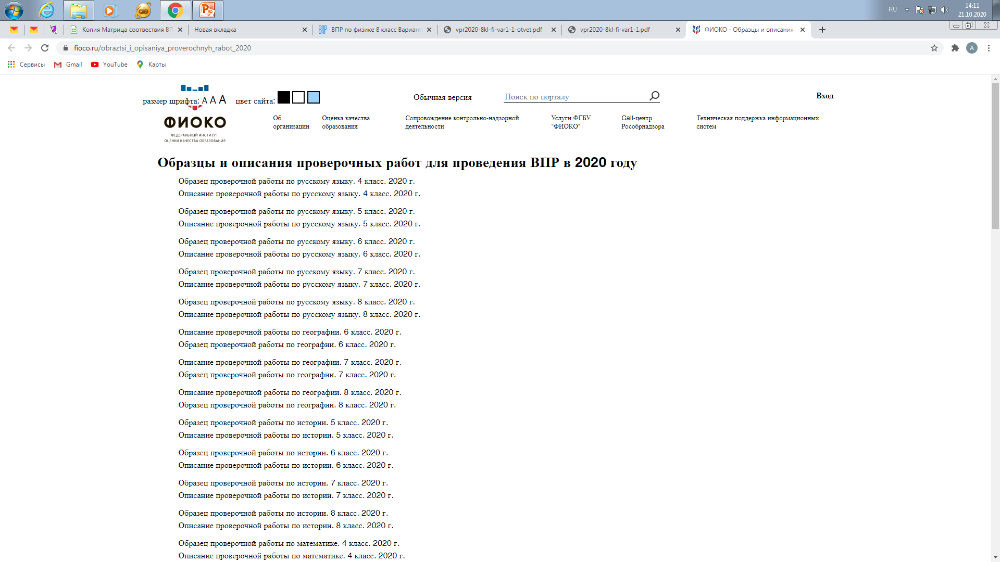 RU
14:11
21.10.2020
Копия Матрица соотвествия ВП
Новая вкладка
ВПР по физике 8 класс Вариант
vpr2020-8kl-fi-var1-1-otvet.pdf
vpr2020-8kl-fi-var1-1.pdf
ФИОКО - Образцы и описания
fioco.ru/obraztsi_i_opisaniya_proverochnyh_rabot_2020
A
Сервисы
Gmail
YouTube
Карты
размер шрифта: A A A
цвет сайта:
Обычная версия
Поиск по порталу
Вход
ФИОКО
ФЕДЕРАЛЬНЫЙ ИНСТИТУТ
ОЦЕНКИ КАЧЕСТВА ОБРАЗОВАНИЯ
Об
организации
Оценка качества
образования
Сопровождение контрольно-надзорной
деятельности
Услуги ФГБУ
"ФИОКО"
Call-центр
Рособрнадзора
Техническая поддержка информационных
систем
Образцы и описания проверочных работ для проведения ВПР в 2020 году
Образец проверочной работы по русскому языку. 4 класс. 2020 г.
Описание проверочной работы по русскому языку. 4 класс. 2020 г.
Образец проверочной работы по русскому языку. 5 класс. 2020 г.
Описание проверочной работы по русскому языку. 5 класс. 2020 г.
Образец проверочной работы по русскому языку. 6 класс. 2020 г.
Описание проверочной работы по русскому языку. 6 класс. 2020 г.
Образец проверочной работы по русскому языку. 7 класс. 2020 г.
Описание проверочной работы по русскому языку. 7 класс. 2020 г.
Образец проверочной работы по русскому языку. 8 класс. 2020 г.
Описание проверочной работы по русскому языку. 8 класс. 2020 г.
Описание проверочной работы по географии. 6 класс. 2020 г.
Образец проверочной работы по географии. 6 класс. 2020 г.
Описание проверочной работы по географии. 7 класс. 2020 г.
Образец проверочной работы по географии. 7 класс. 2020 г.
Описание проверочной работы по географии. 8 класс. 2020 г.
Образец проверочной работы по географии. 8 класс. 2020 г.
Образец проверочной работы по истории. 5 класс. 2020 г.
Описание проверочной работы по истории. 5 класс. 2020 г.
Образец проверочной работы по истории. 6 класс. 2020 г.
Описание проверочной работы по истории. 6 класс. 2020 г.
Образец проверочной работы по истории. 7 класс. 2020 г.
Описание проверочной работы по истории. 7 класс. 2020 г.
Образец проверочной работы по истории. 8 класс. 2020 г.
Описание проверочной работы по истории. 8 класс. 2020 г.
Образец проверочной работы по математике. 4 класс. 2020 г.
Описание проверочной работы по математике. 4 класс. 2020 г.